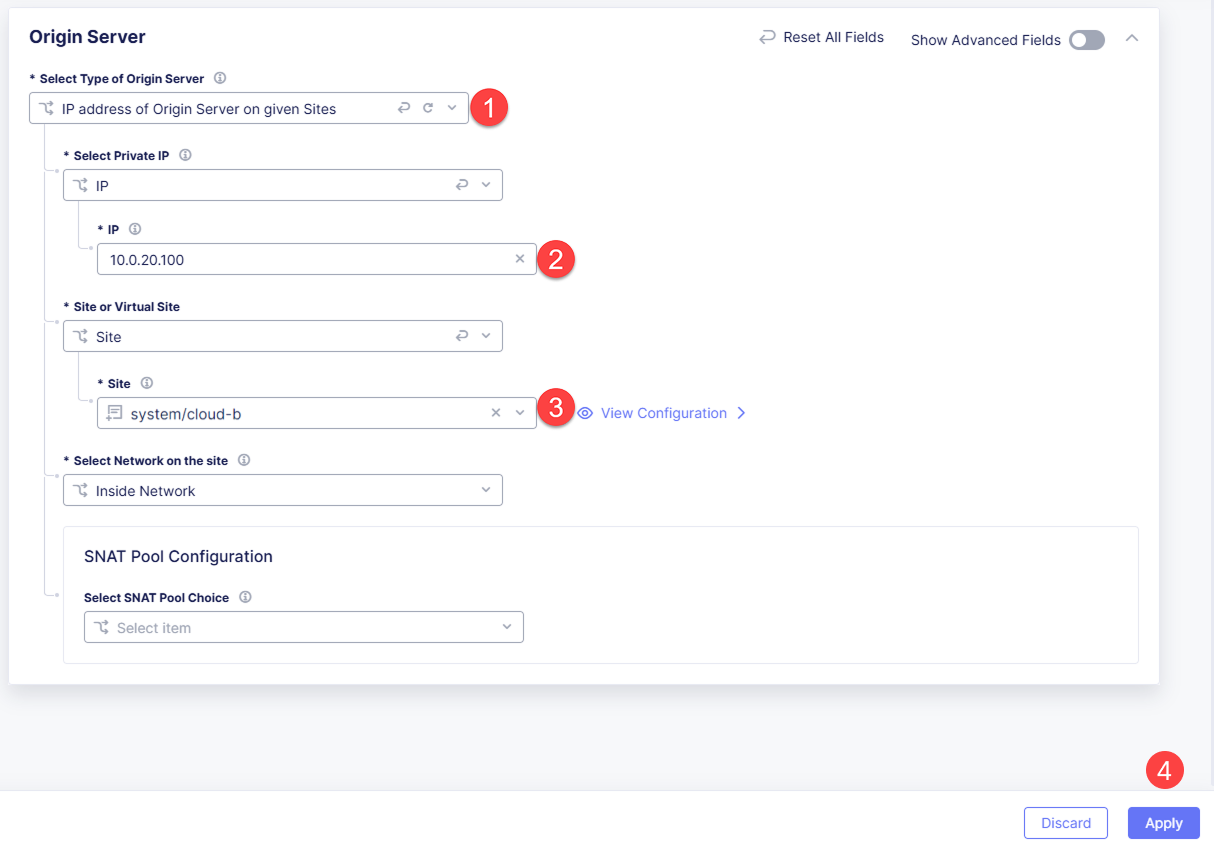 Origin Server
Reset All Fields
Show Advanced Fields
* Select Type of Origin Server
IP address of Origin Server on given Sites
1
* Select Private IP
IP
* IP
10.0.20.100
2
* Site or Virtual Site
Site
* Site
system/cloud-b
3
View Configuration
* Select Network on the site
Inside Network
SNAT Pool Configuration
Select SNAT Pool Choice
Select item
4
Discard
Apply